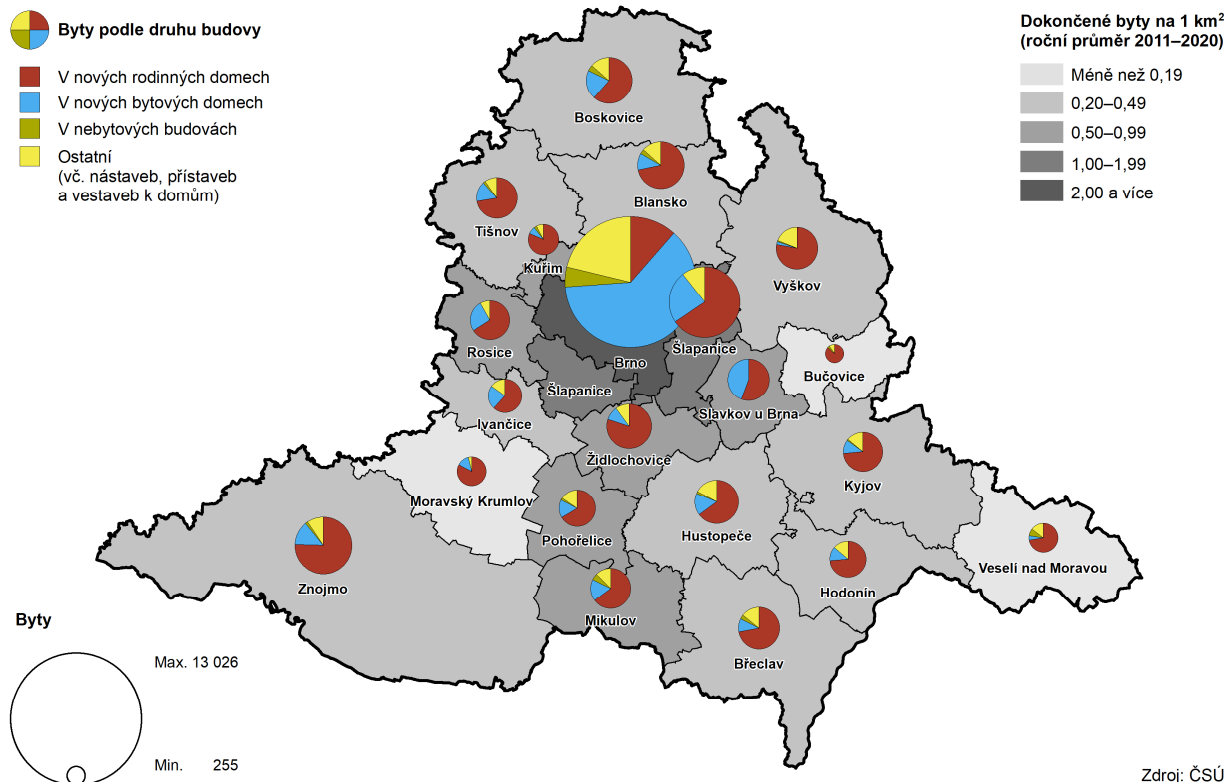 Byty podle druhu budovy
V nových rodinných domech
V nových bytových domech
V nebytových budovách
Ostatní
(vč. nástaveb, přístaveb
a vestaveb k domům)
Dokončené byty na 1 km²
(roční průměr 2011–2020)
Méně než 0,19
0,20–0,49
0,50–0,99
1,00–1,99
2,00 a více
Boskovice
Blansko
Tišnov
Kuřim
Vyškov
Rosice
Brno
Šlapanice
Bučovice
Šlapanice
Slavkov u Brna
Ivančice
Židlochovice
Kyjov
Moravský Krumlov
Pohořelice
Hustopeče
Veselí nad Moravou
Znojmo
Hodonín
Mikulov
Břeclav
Byty
Max. 13 026
Min. 255
Zdroj: ČSÚ